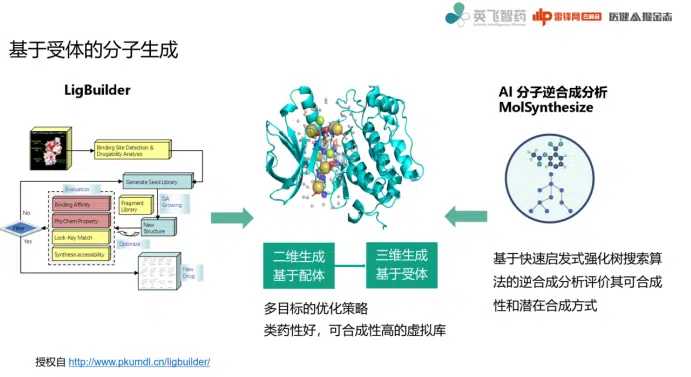 英飞智药
雷锋网
医健AI掘金志
基于受体的分子生成
LigBuilder
Binding Site Detection &
Drugability Analysis
Generate Seed Library
Evaluation
Binding Affinity
Phy-Chem Property
Lock-Key Match
Synthesis accessibility
Fragment
Library
GA
Growing
New
Structure
Optimize
No
Filter
Yes
New
Drug
二维生成
基于配体
三维生成
基于受体
多目标的优化策略
类药性好，可合成性高的虚拟库
AI 分子逆合成分析
MolSynthesize
基于快速启发式强化树搜索算
法的逆合成分析评价其可合成
性和潜在合成方式
授权自 http://www.pkumdl.cn/ligbuilder/